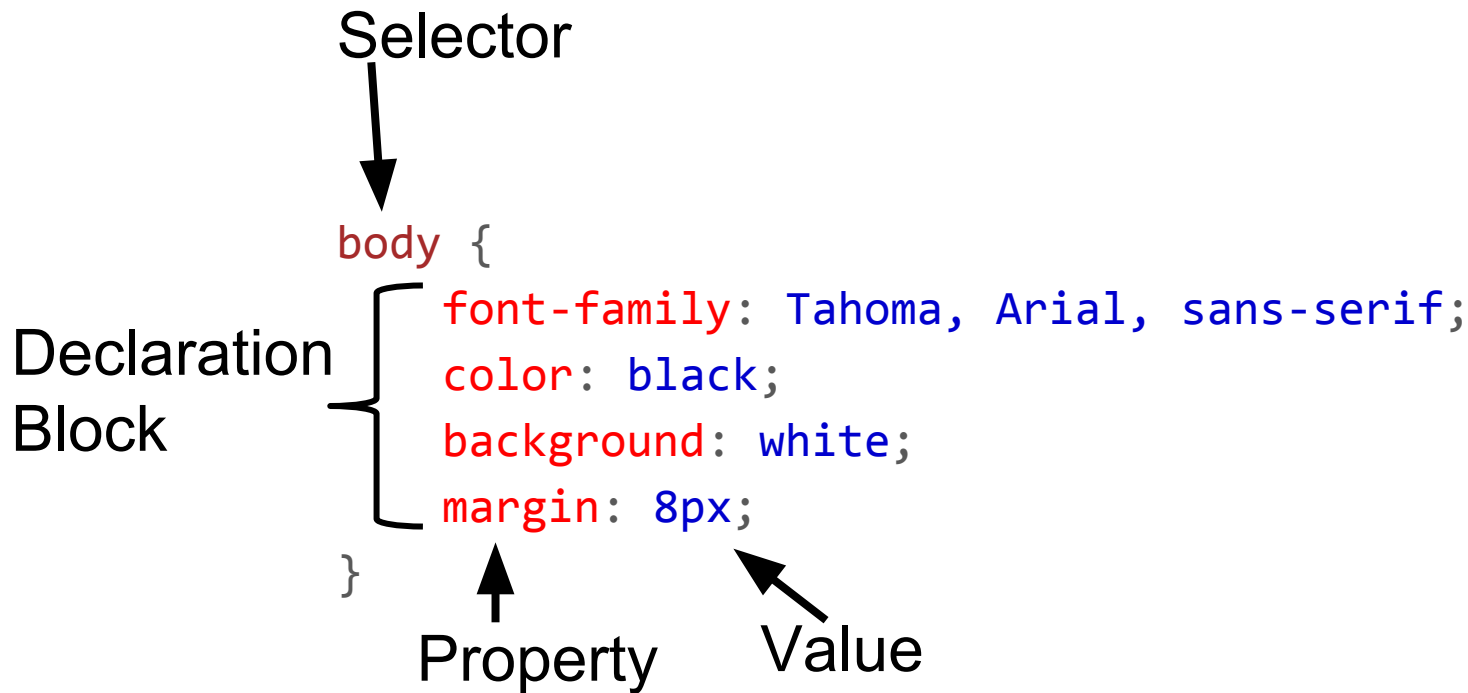 Selector
body {
font-family: Tahoma, Arial, sans-serif;
Declaration
Block
color: black;
background: white;
margin: 8px;
}
Property
Value